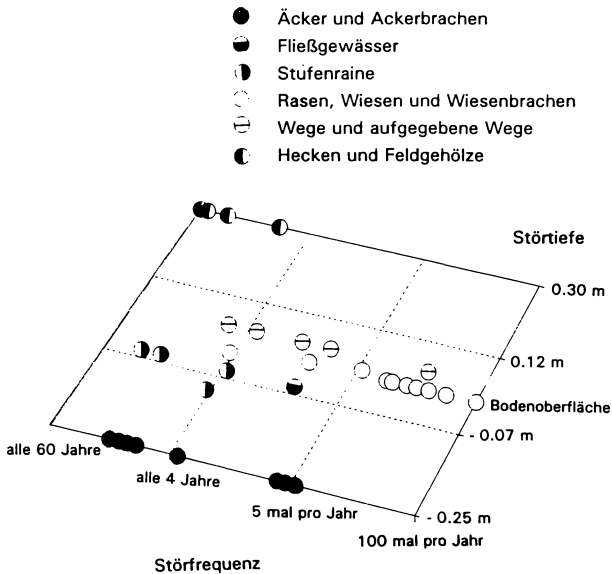 Äcker und Ackerbrachen
Fließgewässer
Stufenraine
Rasen, Wiesen und Wiesenbrachen
Wege und aufgegebene Wege
Hecken und Feldgehölze
Störtiefe
0.30 m
0.12 m
Bodenoberfläche
- 0.07 m
alle 60 Jahre
alle 4 Jahre
5 mal pro Jahr
- 0.25 m
100 mal pro Jahr
Störfrequenz